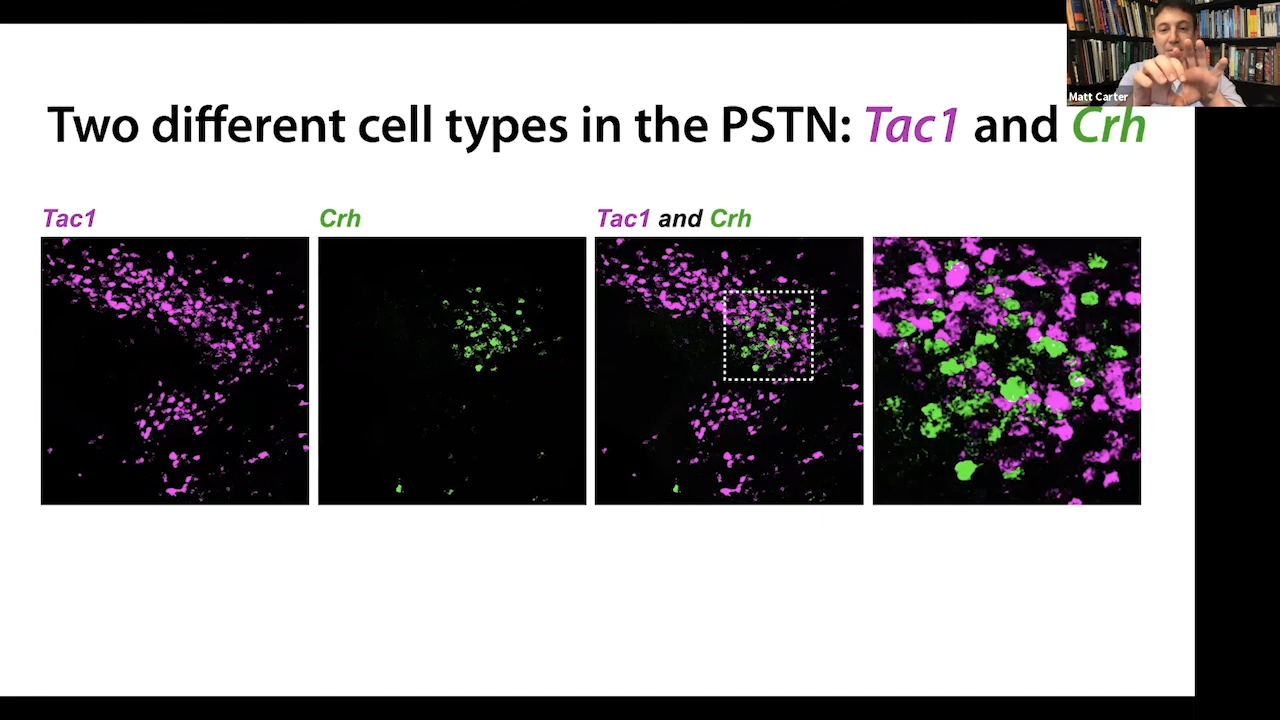 Matt Carter
Two different cell types in the PSTN: Tac1 and Crh
Tac1
Crh
Tac1 and Crh